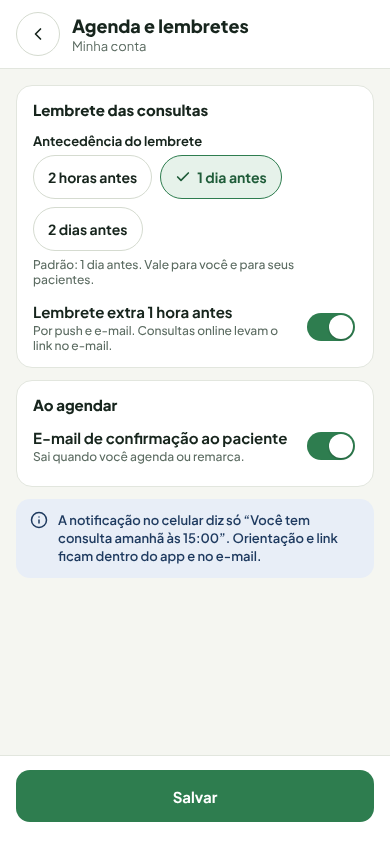 Agenda e lembretes
Minha conta
Lembrete das consultas
Antecedência do lembrete
2 horas antes
1 dia antes
2 dias antes
Padrão: 1 dia antes. Vale para você e para seus
pacientes.
Lembrete extra 1 hora antes
Por push e e-mail. Consultas online levam o
link no e-mail.
Ao agendar
E-mail de confirmação ao paciente
Sai quando você agenda ou remarca.
A notificação no celular diz só “Você tem
consulta amanhã às 15:00”. Orientação e link
ficam dentro do app e no e-mail.
Salvar